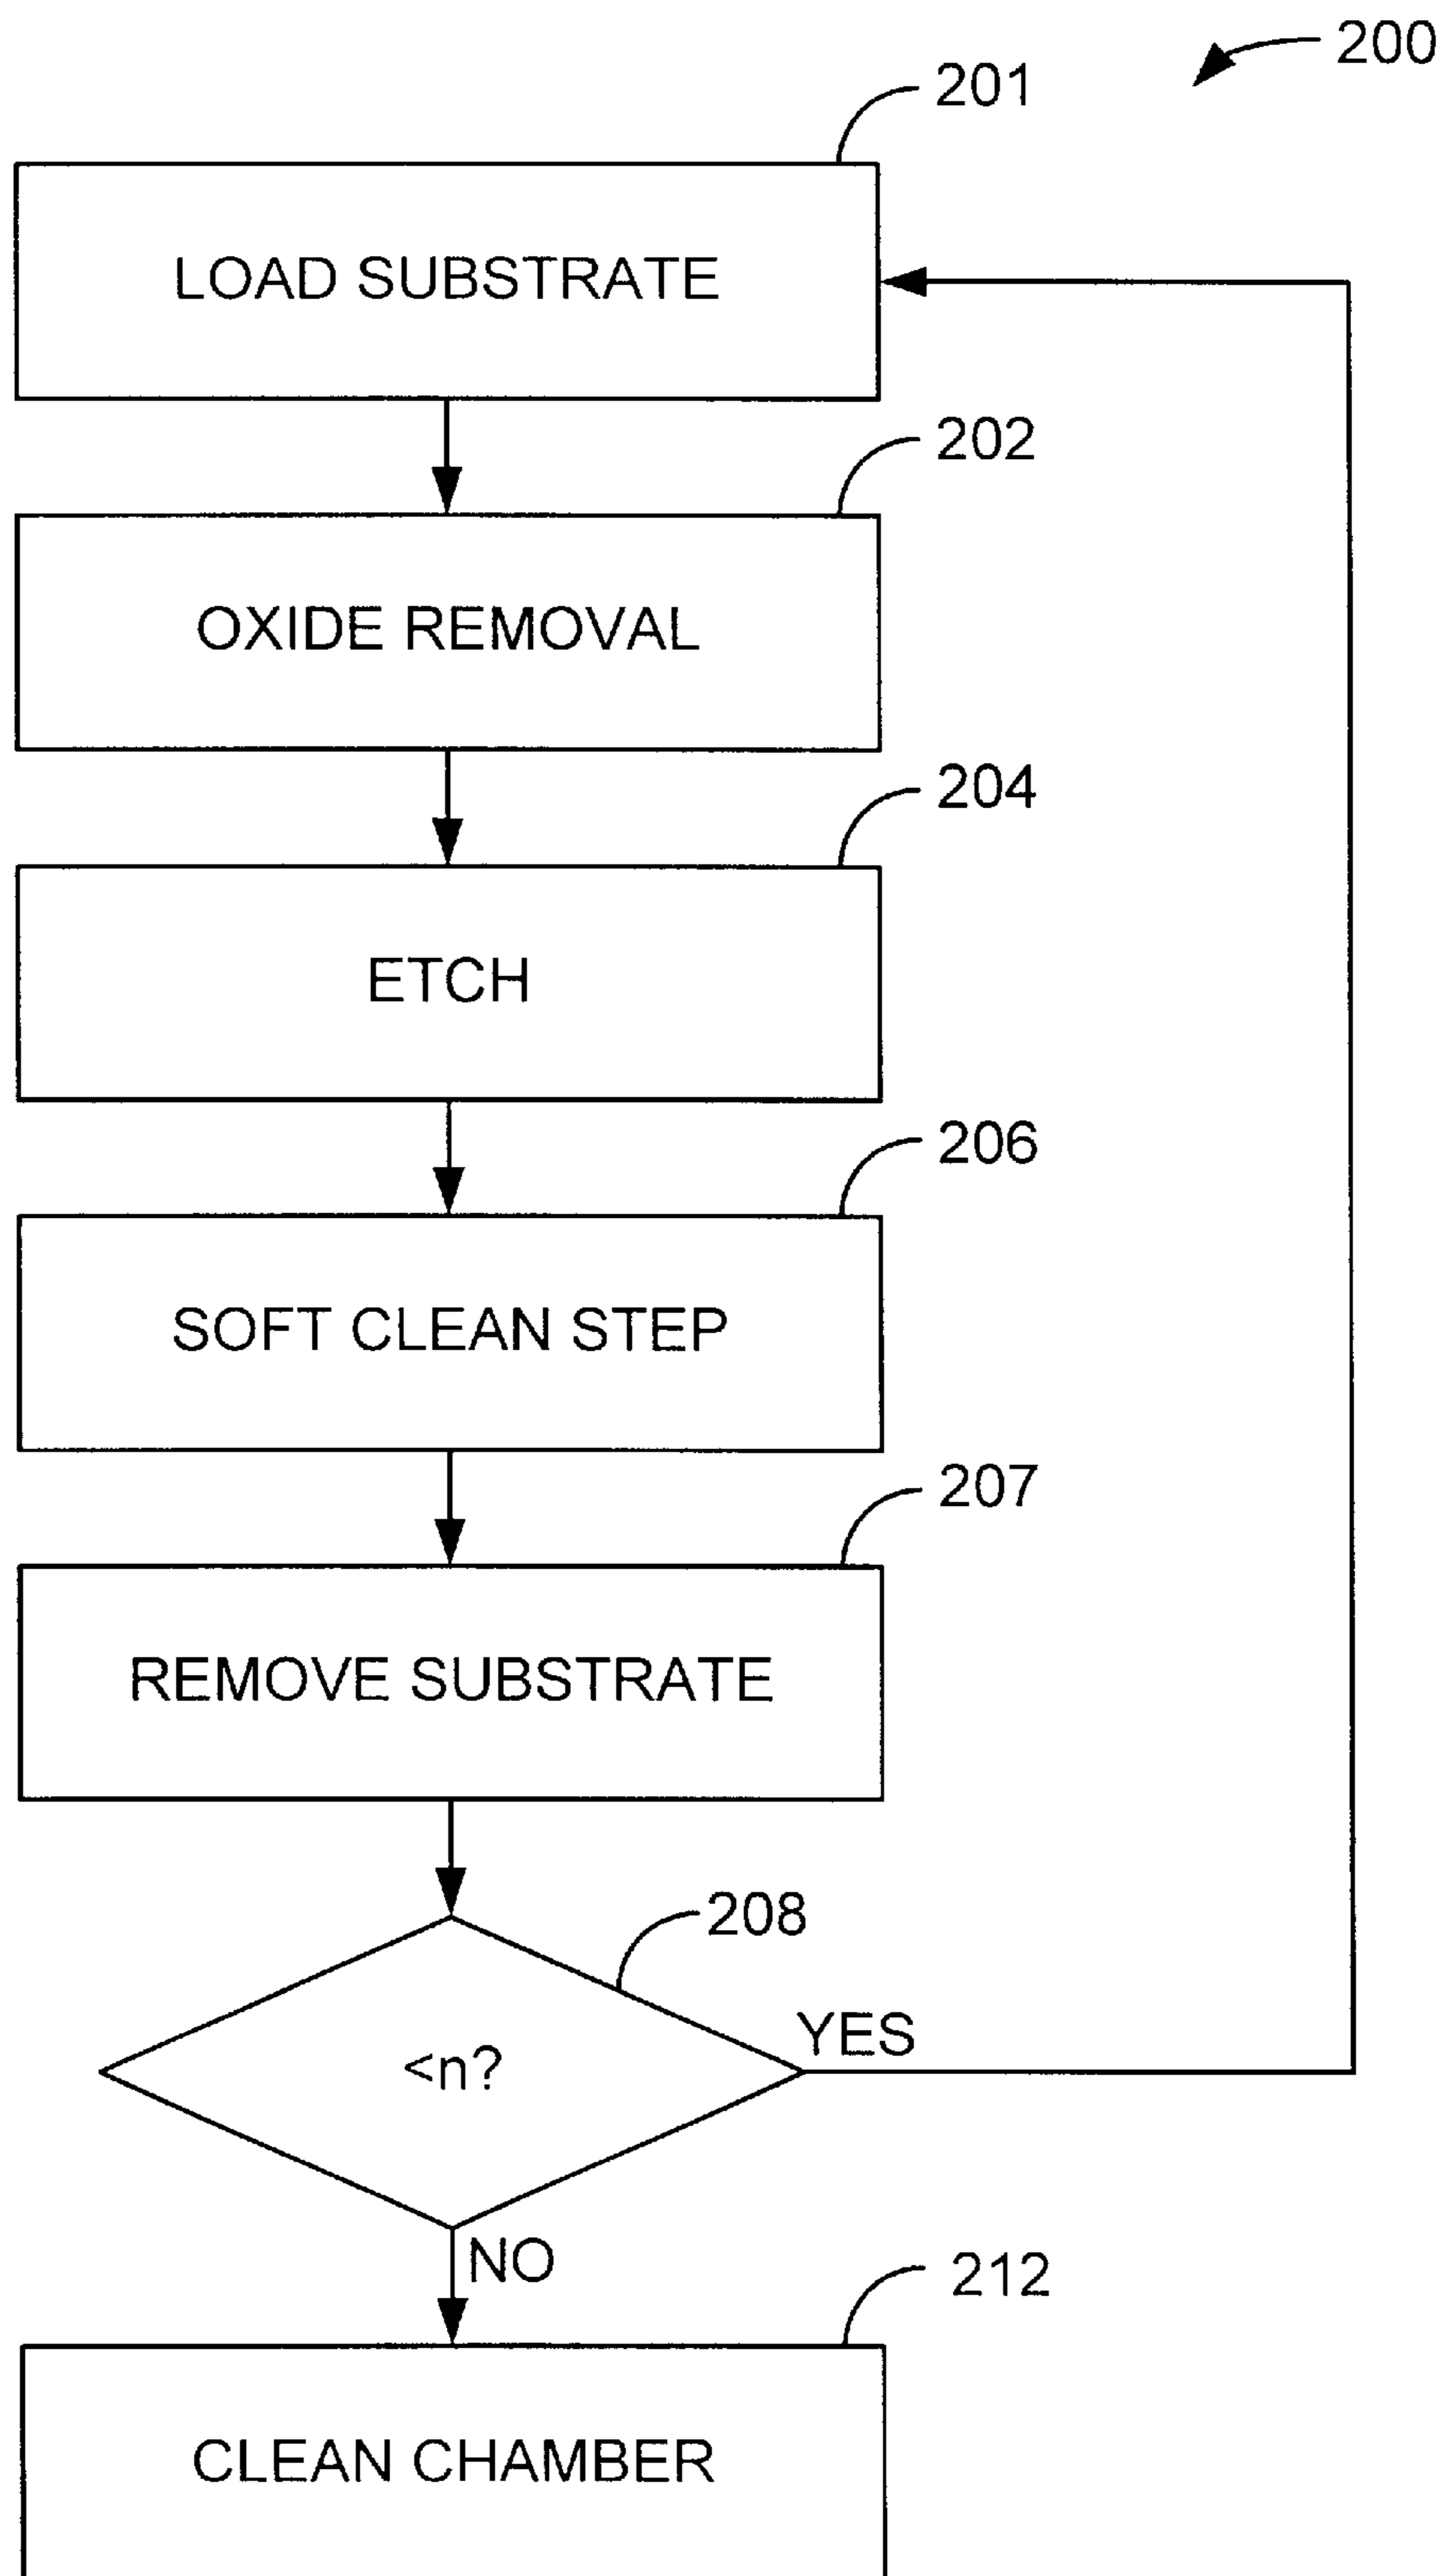 200
201
LOAD SUBSTRATE
202
OXIDE REMOVAL
204
ETCH
206
SOFT CLEAN STEP
207
REMOVE SUBSTRATE
208
<n?
YES
NO
212
CLEAN CHAMBER